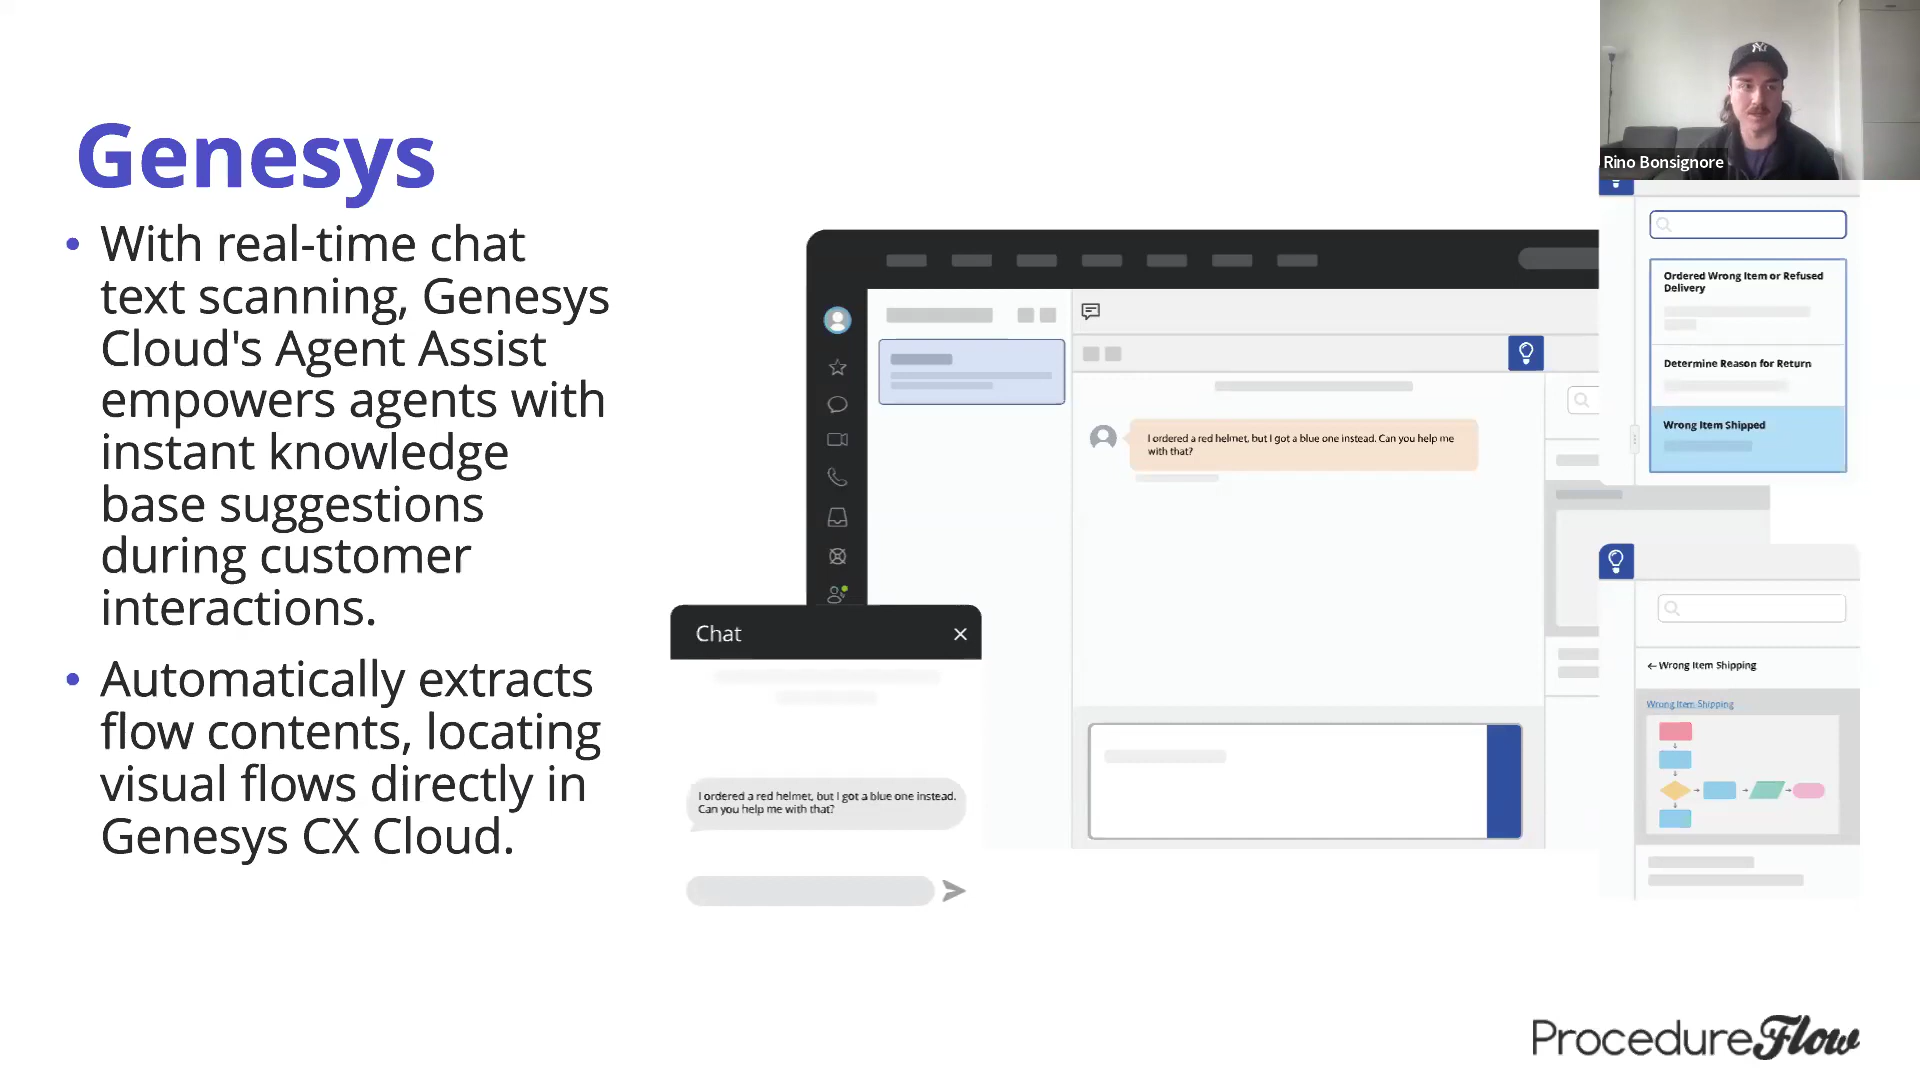 Genesys
• With real-time chat
text scanning, Genesys
Cloud's Agent Assist
empowers agents with
instant knowledge
base suggestions
during customer
interactions.
• Automatically extracts
flow contents, locating
visual flows directly in
Genesys CX Cloud.
Chat
I ordered a red helmet, but I got a blue one instead.
Can you help me with that?
I ordered a red helmet, but I got a blue one instead. Can you help me
with that?
NY
Rino Bonsignore
Ordered Wrong Item or Refused
Delivery
Determine Reason for Return
Wrong Item Shipped
← Wrong Item Shipping
Wrong Item Shipping
ProcedureFlow